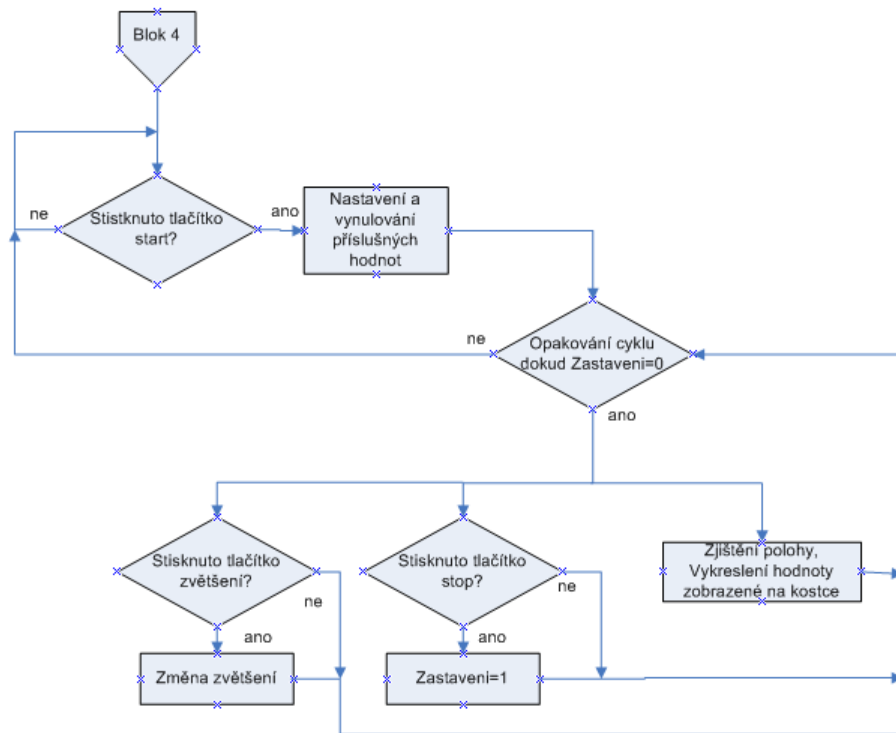 Blok 4
ne
Stistknuto tlačítko
start?
ano
Nastavení a
vynulování
příslušných
hodnot
ne
Opakování cyklu
dokud Zastaveni=0
ano
Stisknuto tlačítko
zvětšení?
ne
ano
Změna zvětšení
Stisknuto tlačítko
stop?
ne
ano
Zastaveni=1
Zjištění polohy,
Vykreslení hodnoty
zobrazené na kostce